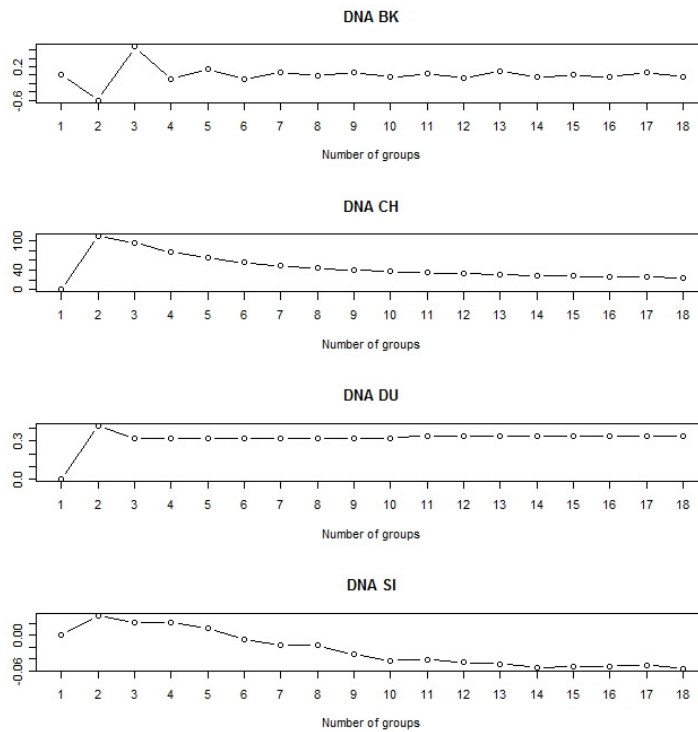 DNA BK
0.2
-0.6
1 2 3 4 5 6 7 8 9 10 11 12 13 14 15 16 17 18
Number of groups
DNA CH
100
40
0
1 2 3 4 5 6 7 8 9 10 11 12 13 14 15 16 17 18
Number of groups
DNA DU
0.3
0.0
1 2 3 4 5 6 7 8 9 10 11 12 13 14 15 16 17 18
Number of groups
DNA SI
0.00
-0.06
1 2 3 4 5 6 7 8 9 10 11 12 13 14 15 16 17 18
Number of groups